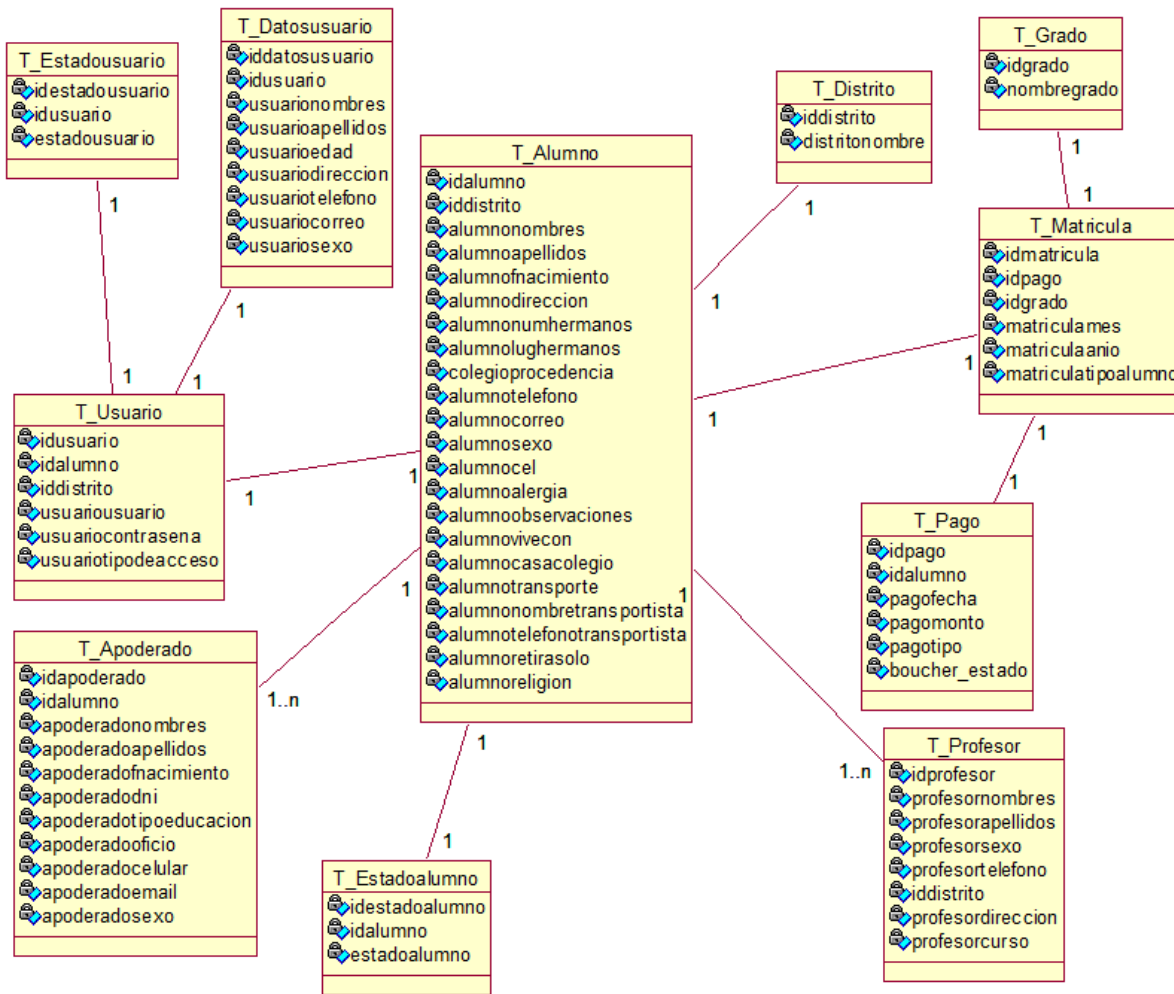 T_Estadousuario
idestadousuario
idusuario
estadousuario
1
1
T_Datosusuario
iddatosusuario
idusuario
usuarionombres
usuarioapellidos
usuarioedad
usuariodireccion
usuariotelefono
usuariocorreo
usuariosexo
1
1
T_Usuario
idusuario
idalumno
iddistrito
usuariousuario
usuariocontrasena
usuariotipodeacceso
1
1
T_Apoderado
idapoderado
idalumno
apoderadonombres
apoderadoapellidos
apoderadofnacimiento
apoderadodni
apoderadotipoeducacion
apoderadooficio
apoderadocelular
apoderadoemail
apoderadosexo
1..n
1
T_Alumno
idalumno
iddistrito
alumnonombres
alumnoapellidos
alumnofnacimiento
alumnodireccion
alumnonumhermanos
alumnolughermanos
colegioprocedencia
alumnotelefono
alumnocorreo
alumnosexo
alumnocel
alumnoalergia
alumnoobservaciones
alumnovivecon
alumnocasacolegio
alumnotransporte
alumnonombretransportista
alumnotelefonotransportista
alumnoretirasolo
alumnoreligion
1
1
T_Estadoalumno
idestadoalumno
idalumno
estadoalumno
T_Distrito
iddistrito
distritonombre
1
1
T_Grado
idgrado
nombregrado
1
1
T_Matricula
idmatricula
idpago
idgrado
matriculames
matriculaanio
matriculatipoalumno
1
1
1
1
T_Pago
idpago
idalumno
pagofecha
pagomonto
pagotipo
boucher_estado
1
1..n
T_Profesor
idprofesor
profesornombres
profesorapellidos
profesorsexo
profesortelefono
iddistrito
profesordireccion
profesorcurso